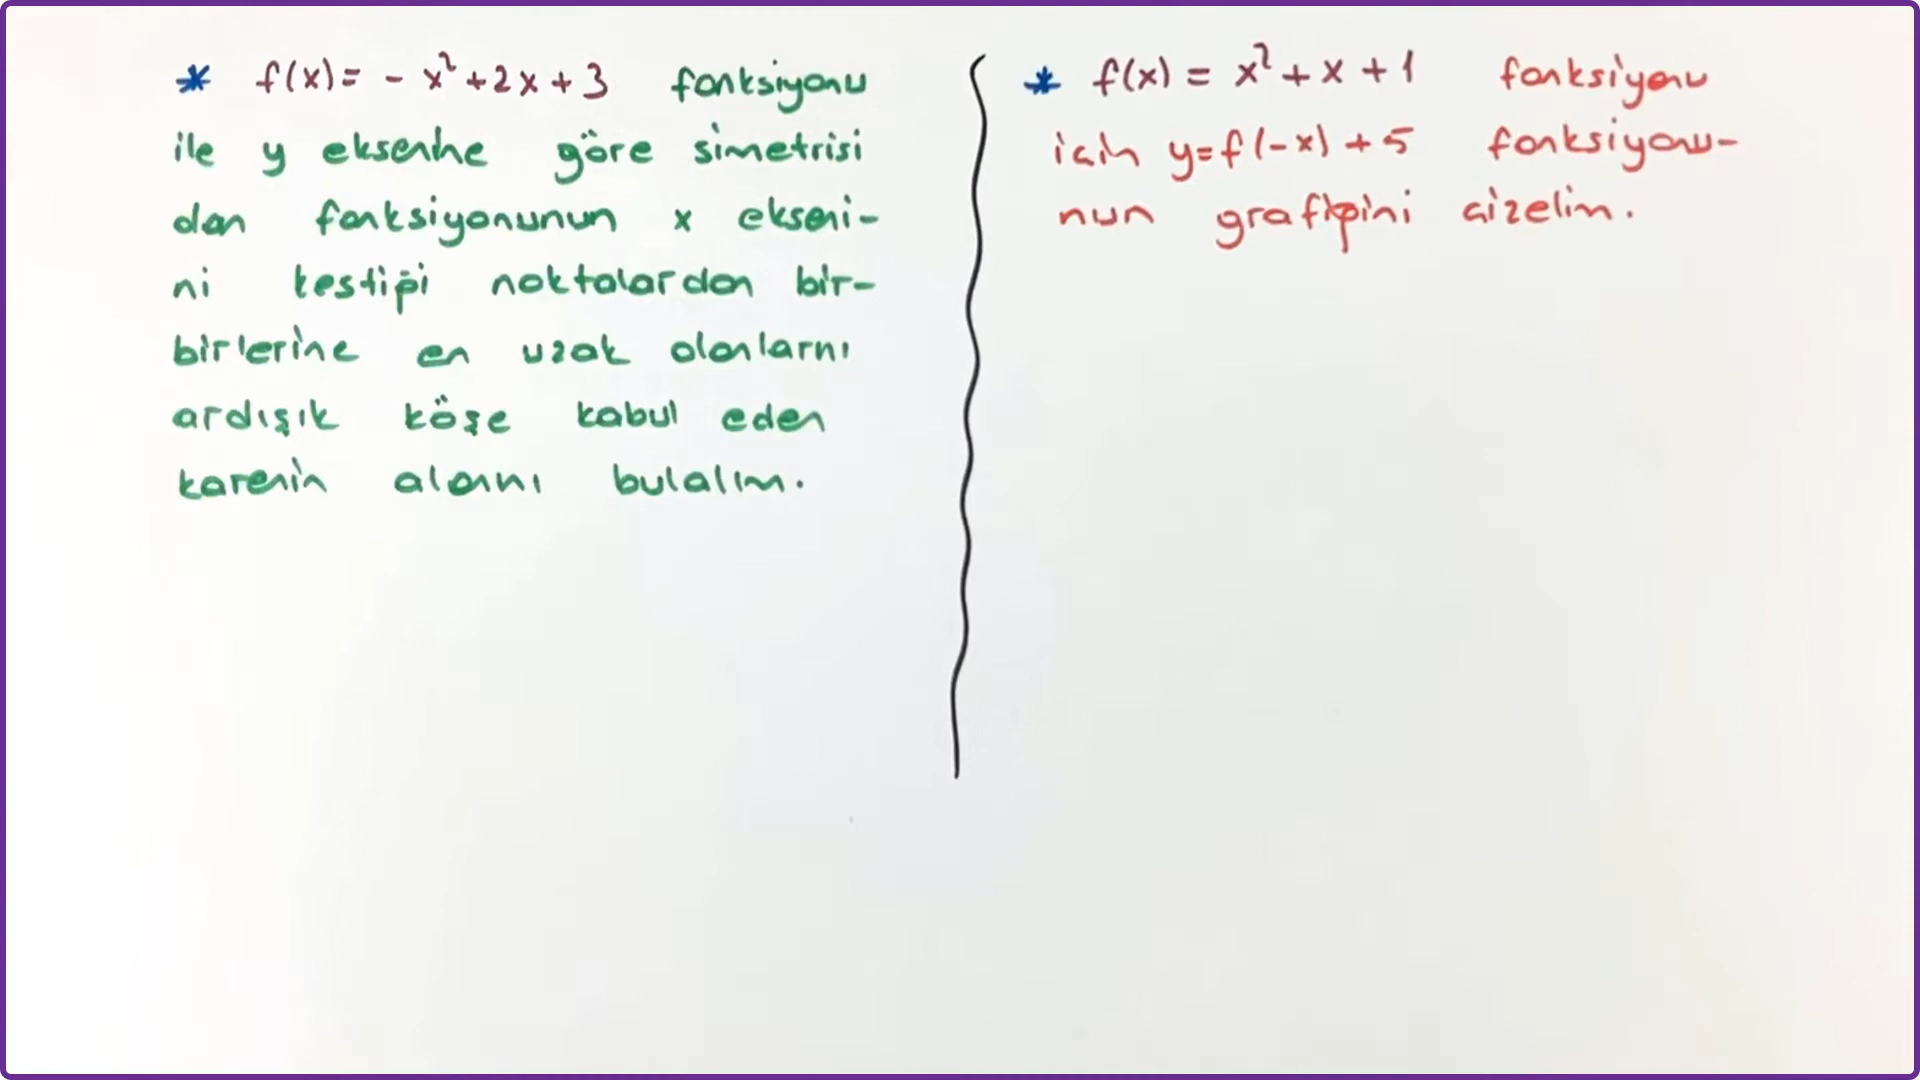 * f(x) = - x² + 2x + 3 fonksiyonu
ile y eksenine göre simetrisi
olan fonksiyonunun x ekseni-
ni kestiği noktalardan bir-
birlerine en uzak olanlarnı
ardışık köşe kabul eden
karenin alannı bulalım.
* f(x) = x² + x + 1 fonksiyonu
için y=f(-x) + 5 fonksiyonu-
nun grafiğini çizelim.